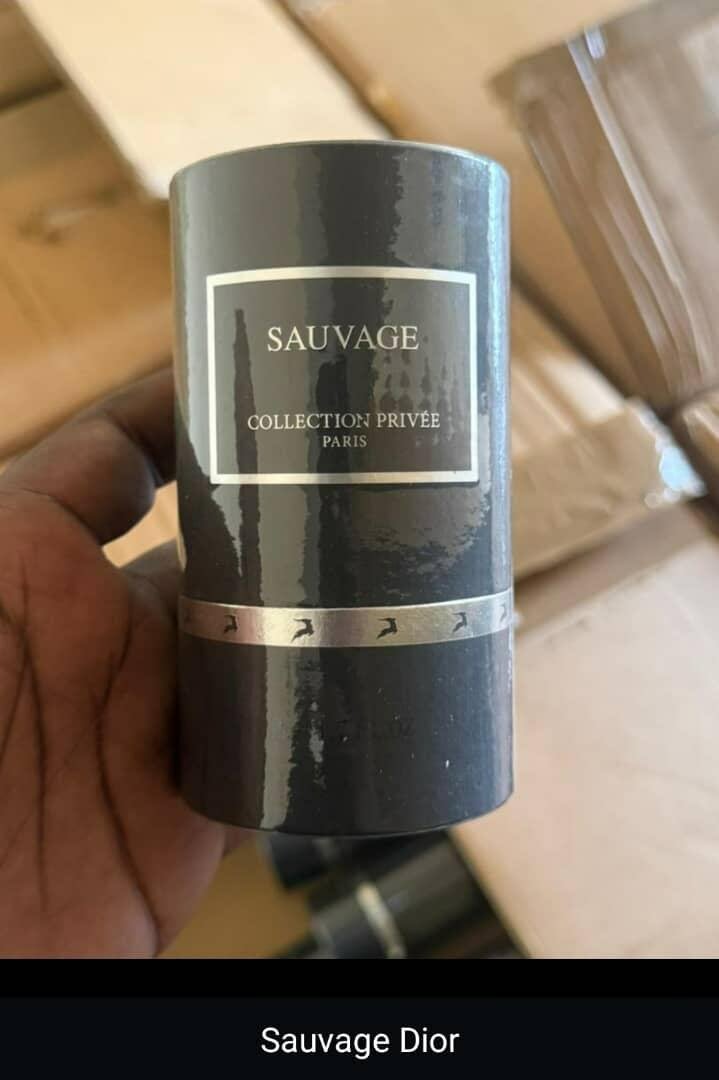 SAUVAGE
COLLECTION PRIVÉE
PARIS
Sauvage Dior